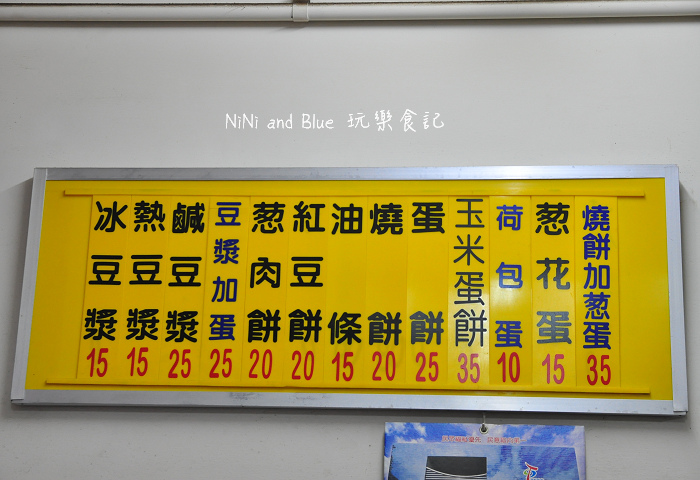 NiNi and Blue 玩樂食記
冰豆漿 15
熱豆漿 15
鹹豆漿 25
豆漿加蛋 25
葱肉餅 20
紅豆餅 20
油條 15
燒餅 20
蛋餅 25
玉米蛋餅 35
荷包蛋 10
葱花蛋 15
燒餅加葱蛋 35